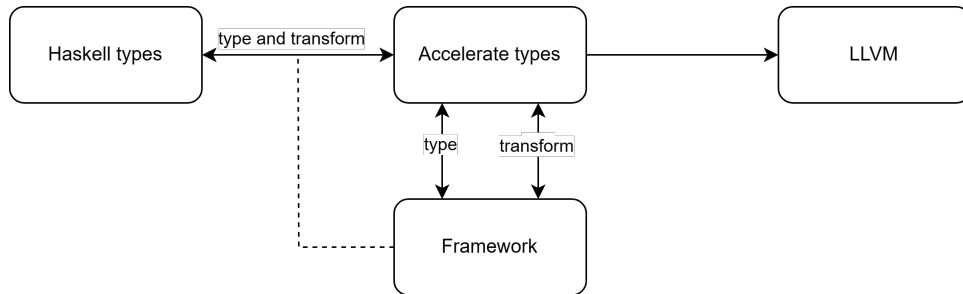 type and transform
Haskell types
Accelerate types
LLVM
type
transform
Framework